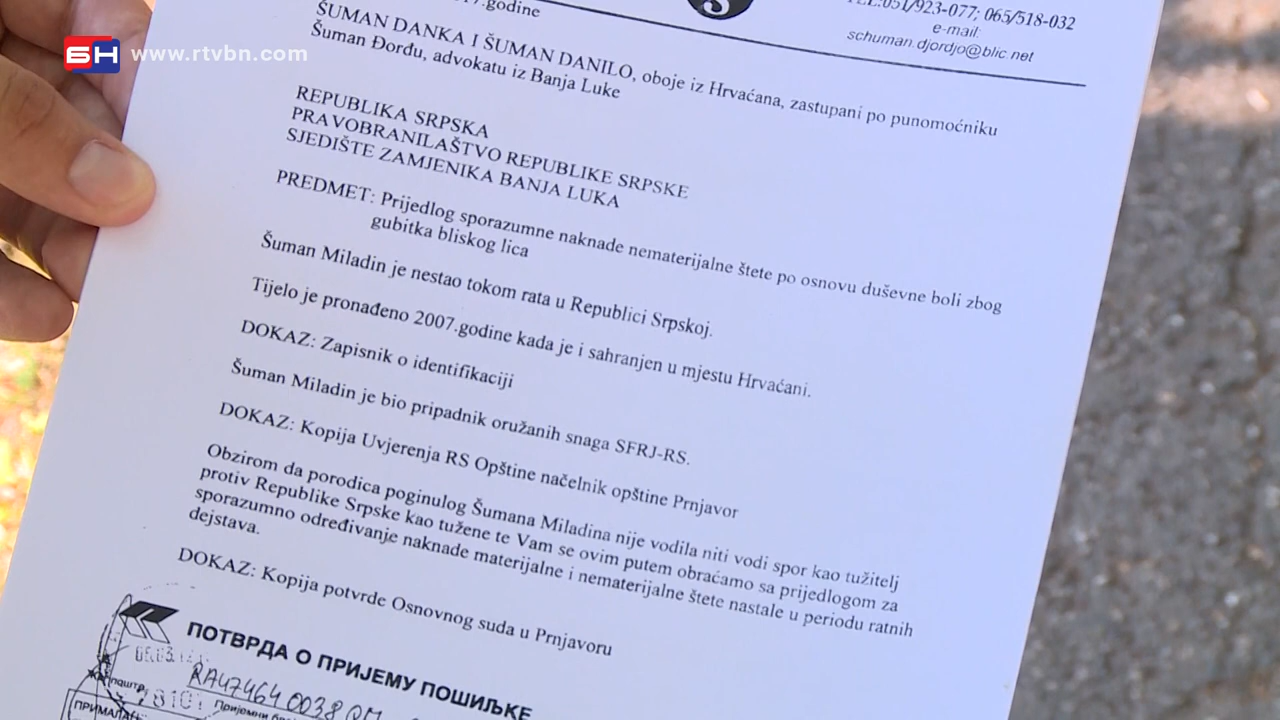 БН www.rtvbn.com
.godine
TEL:051/923-077; 065/518-032
e-mail:
schuman.djordjo@blic.net
ŠUMAN DANKA I ŠUMAN DANILO, oboje iz Hrvaćana, zastupani po punomoćniku
Šuman Đorđu, advokatu iz Banja Luke
REPUBLIKA SRPSKA
PRAVOBRANILAŠTVO REPUBLIKE SRPSKE
SJEDIŠTE ZAMJENIKA BANJA LUKA
PREDMET: Prijedlog sporazumne naknade nematerijalne štete po osnovu duševne boli zbog
gubitka bliskog lica
Šuman Miladin je nestao tokom rata u Republici Srpskoj.
Tijelo je pronađeno 2007.godine kada je i sahranjen u mjestu Hrvaćani.
DOKAZ: Zapisnik o identifikaciji
Šuman Miladin je bio pripadnik oružanih snaga SFRJ-RS.
DOKAZ: Kopija Uvjerenja RS Opštine načelnik opštine Prnjavor
Obzirom da porodica poginulog Šumana Miladina nije vodila niti vodi spor kao tužitelj
protiv Republike Srpske kao tužene te Vam se ovim putem obraćamo sa prijedlogom za
sporazumno određivanje naknade materijalne i nematerijalne štete nastale u periodu ratnih
dejstava.
DOKAZ: Kopija potvrde Osnovnog suda u Prnjavoru
ПОТВРДА О ПРИЈЕМУ ПОШИЉКЕ
RA47464 0038
Пријемни